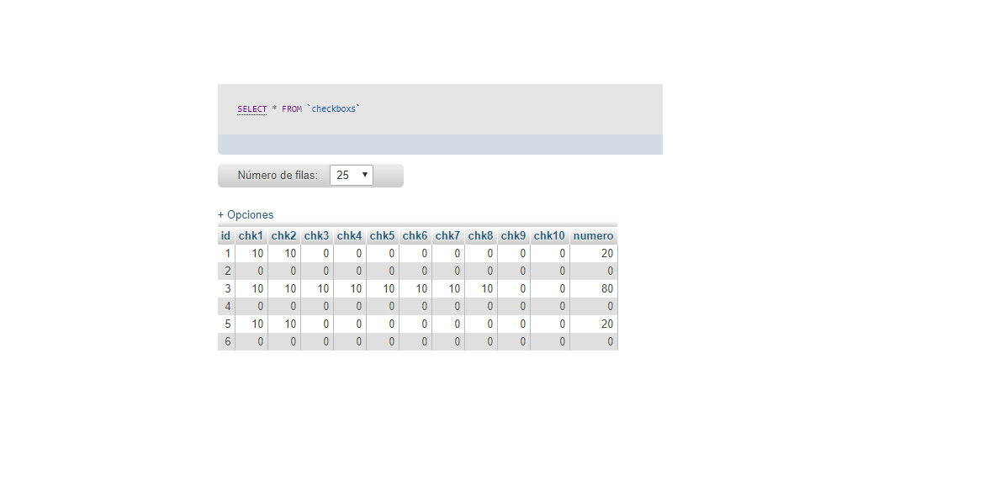 SELECT * FROM `checkboxs`
Número de filas: 25
+ Opciones
id chk1 chk2 chk3 chk4 chk5 chk6 chk7 chk8 chk9 chk10 numero
1 10 10 0 0 0 0 0 0 0 0 20
2 0 0 0 0 0 0 0 0 0 0 0
3 10 10 10 10 10 10 10 10 0 0 80
4 0 0 0 0 0 0 0 0 0 0 0
5 10 10 0 0 0 0 0 0 0 0 20
6 0 0 0 0 0 0 0 0 0 0 0